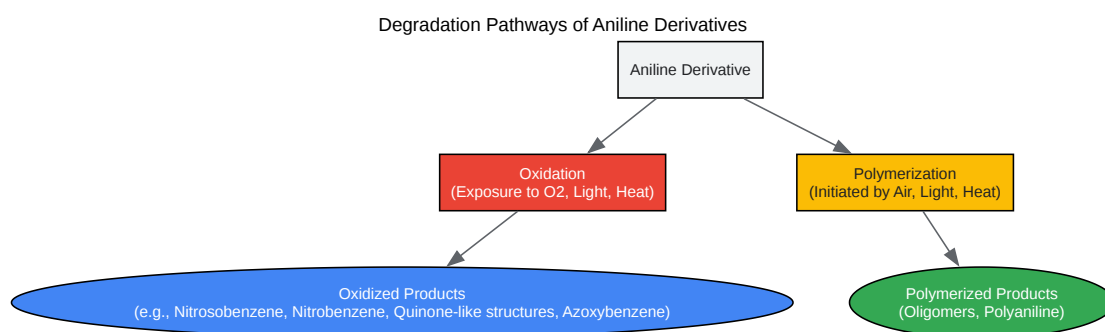 Degradation Pathways of Aniline Derivatives
Aniline Derivative
Oxidation
(Exposure to O2, Light, Heat)
Polymerization
(Initiated by Air, Light, Heat)
Oxidized Products
(e.g., Nitrosobenzene, Nitrobenzene, Quinone-like structures, Azoxybenzene)
Polymerized Products
(Oligomers, Polyaniline)